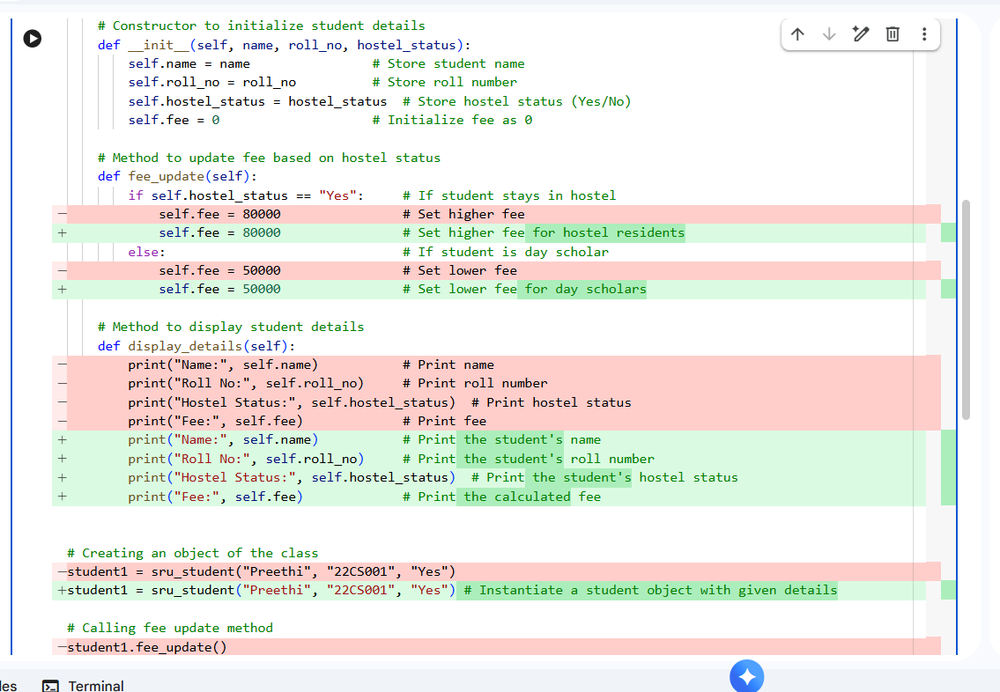 # Constructor to initialize student details
def __init__(self, name, roll_no, hostel_status):
self.name = name # Store student name
self.roll_no = roll_no # Store roll number
self.hostel_status = hostel_status # Store hostel status (Yes/No)
self.fee = 0 # Initialize fee as 0
# Method to update fee based on hostel status
def fee_update(self):
if self.hostel_status == "Yes": # If student stays in hostel
− self.fee = 80000 # Set higher fee
+ self.fee = 80000 # Set higher fee for hostel residents
else: # If student is day scholar
− self.fee = 50000 # Set lower fee
+ self.fee = 50000 # Set lower fee for day scholars
# Method to display student details
def display_details(self):
− print("Name:", self.name) # Print name
− print("Roll No:", self.roll_no) # Print roll number
− print("Hostel Status:", self.hostel_status) # Print hostel status
− print("Fee:", self.fee) # Print fee
+ print("Name:", self.name) # Print the student's name
+ print("Roll No:", self.roll_no) # Print the student's roll number
+ print("Hostel Status:", self.hostel_status) # Print the student's hostel status
+ print("Fee:", self.fee) # Print the calculated fee
# Creating an object of the class
−student1 = sru_student("Preethi", "22CS001", "Yes")
+student1 = sru_student("Preethi", "22CS001", "Yes") # Instantiate a student object with given details
# Calling fee update method
−student1.fee_update()
Terminal